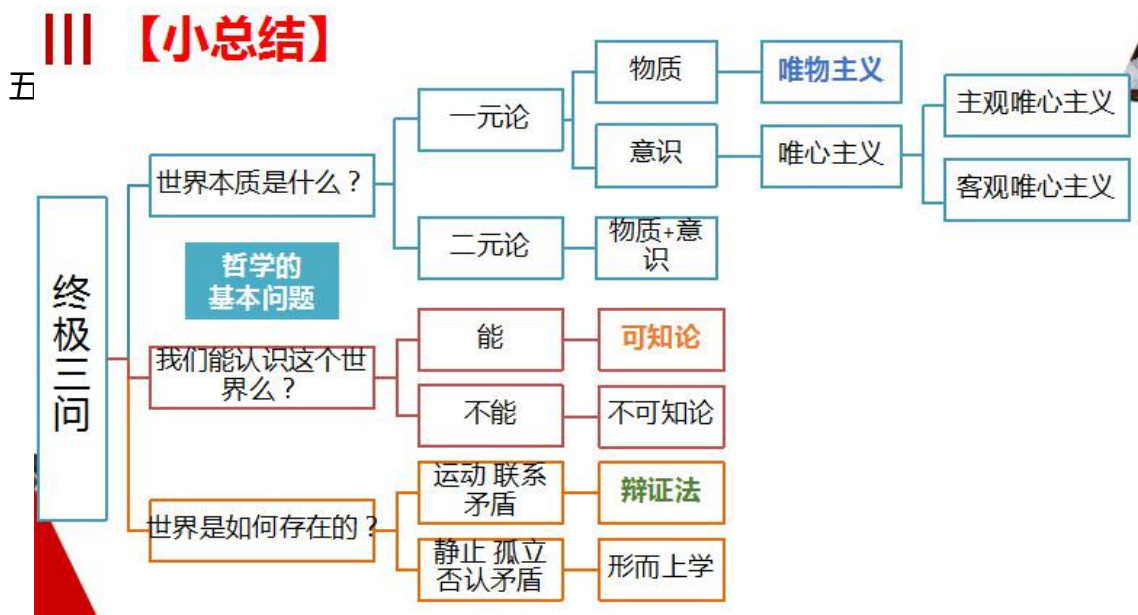 【小总结】
五
终极三问
世界本质是什么？
一元论
物质
唯物主义
意识
唯心主义
主观唯心主义
客观唯心主义
二元论
物质+意
识
哲学的
基本问题
我们能认识这个世
界么？
能
可知论
不能
不可知论
世界是如何存在的？
运动 联系
矛盾
辩证法
静止 孤立
否认矛盾
形而上学